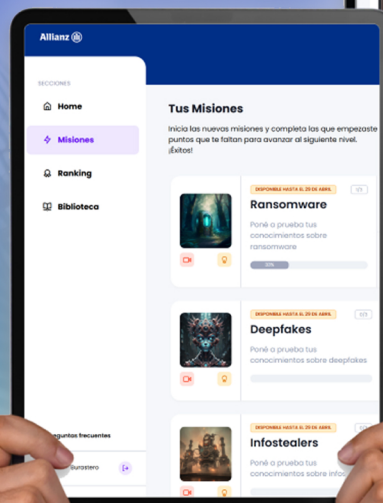 Allianz
SECCIONES
Home
Misiones
Ranking
Biblioteca
Tus Misiones
Inicia las nuevas misiones y completa las que empezaste
puntos que te faltan para avanzar al siguiente nivel.
¡Éxitos!
DISPONIBLE HASTA EL 25 DE ABRIL
Ransomware
Poné a prueba tus
conocimientos sobre
ransomware
DISPONIBLE HASTA EL 25 DE ABRIL
Deepfakes
Poné a prueba tus
conocimientos sobre deepfakes
DISPONIBLE HASTA EL 25 DE ABRIL
Infostealers
Poné a prueba tus
conocimientos sobre
frecuentes